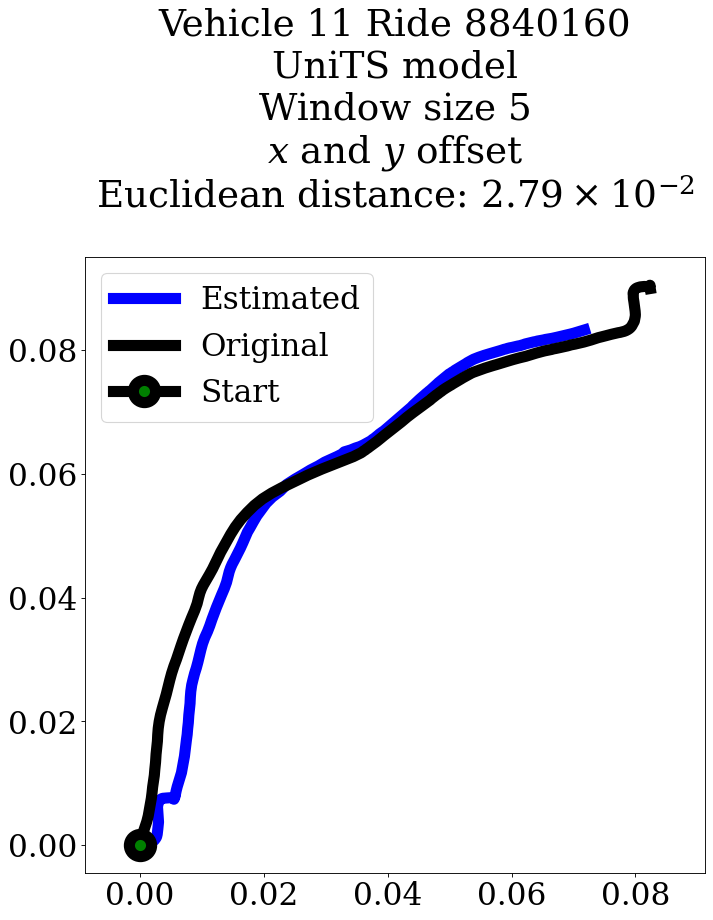 Vehicle 11 Ride 8840160
UniTS model
Window size 5
x and y offset
Euclidean distance: 2.79 × 10⁻²
Estimated
Original
Start
0.08
0.06
0.04
0.02
0.00
0.00 0.02 0.04 0.06 0.08